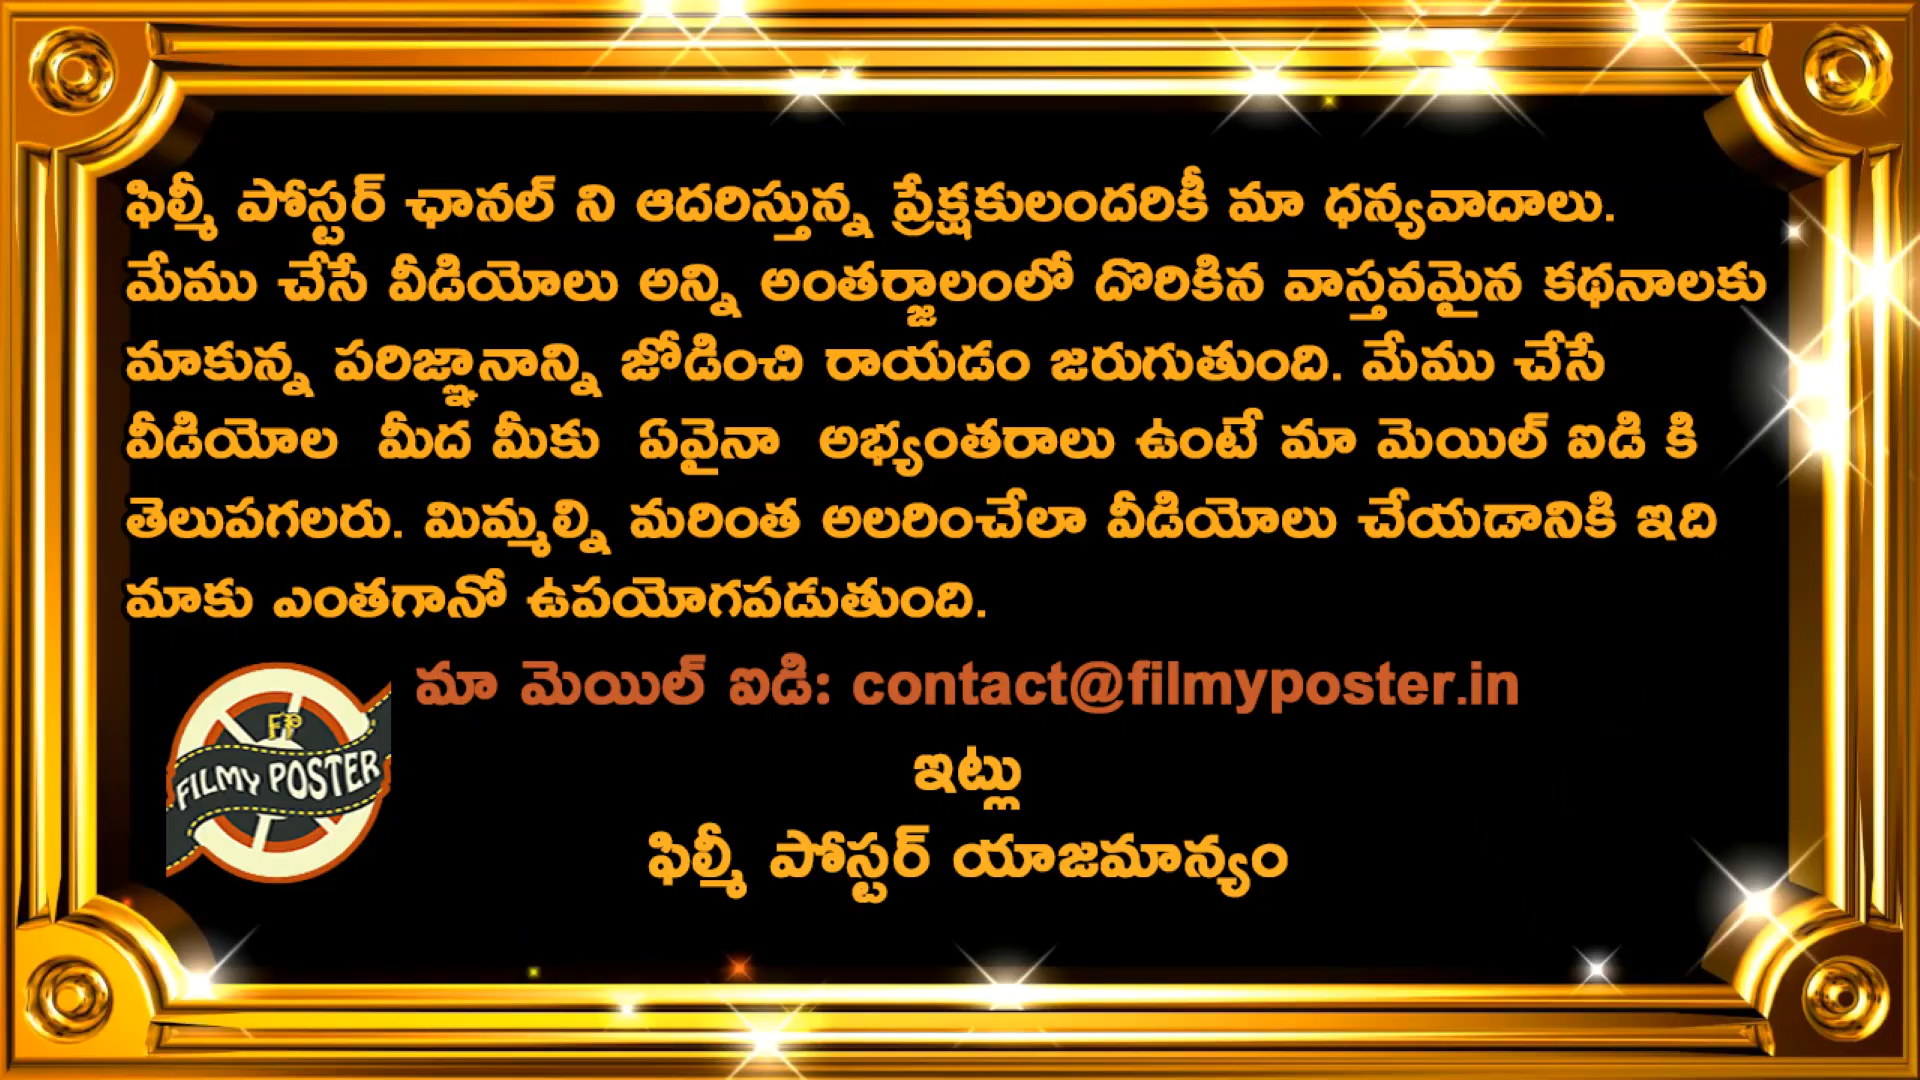 ఫిల్మీ పోస్టర్ ఛానల్ ని ఆదరిస్తున్న ప్రేక్షకులందరికీ మా ధన్యవాదాలు.
మేము చేసే వీడియోలు అన్ని అంతర్జాలంలో దొరికిన వాస్తవమైన కథనాలకు
మాకున్న పరిజ్ఞానాన్ని జోడించి రాయడం జరుగుతుంది. మేము చేసే
వీడియోల మీద మీకు ఏవైనా అభ్యంతరాలు ఉంటే మా మెయిల్ ఐడి కి
తెలుపగలరు. మిమ్మల్ని మరింత అలరించేలా వీడియోలు చేయడానికి ఇది
మాకు ఎంతగానో ఉపయోగపడుతుంది.
మా మెయిల్ ఐడి: contact@filmyposter.in
FP
FILMY POSTER
ఇట్లు
ఫిల్మీ పోస్టర్ యాజమాన్యం